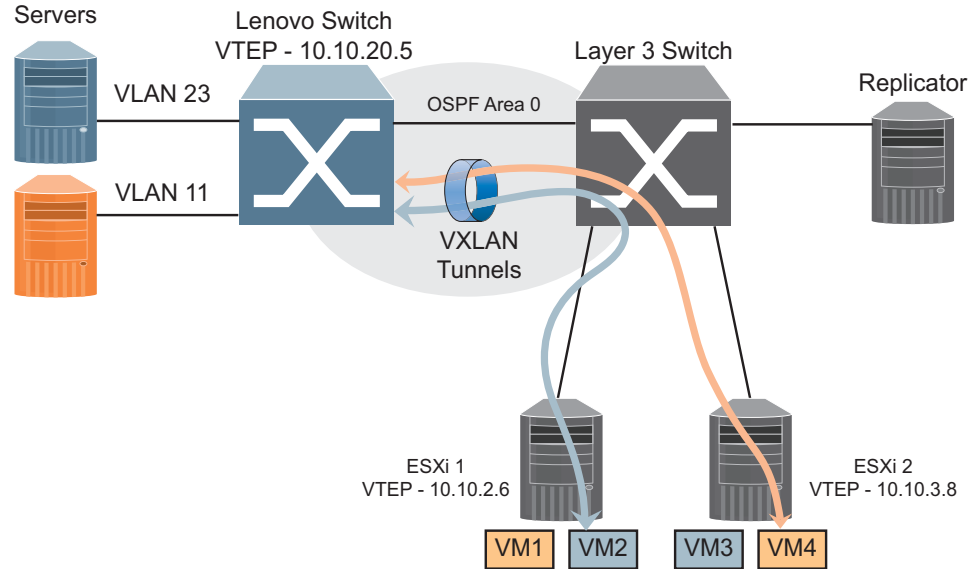 Servers
Lenovo Switch
VTEP - 10.10.20.5
Layer 3 Switch
Replicator
VLAN 23
OSPF Area 0
VLAN 11
VXLAN
Tunnels
ESXi 1
VTEP - 10.10.2.6
ESXi 2
VTEP - 10.10.3.8
VM1
VM2
VM3
VM4